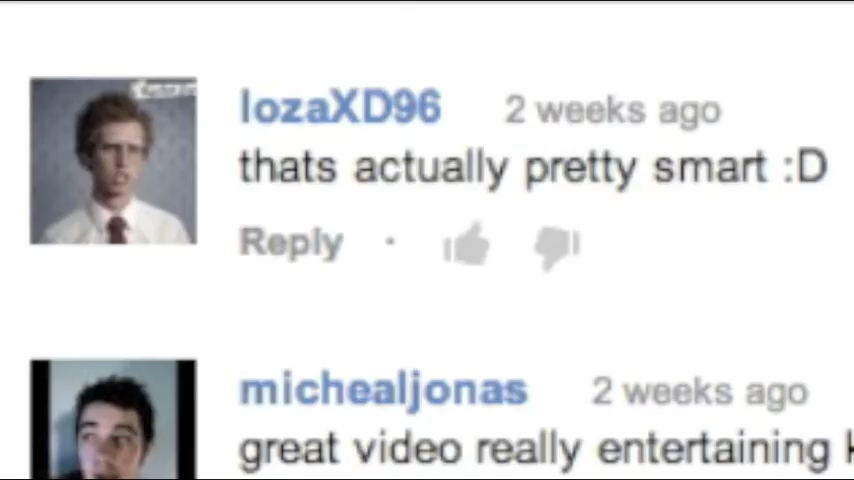 lozaXD96 2 weeks ago
thats actually pretty smart :D
Reply ·
michealjonas 2 weeks ago
great video really entertaining